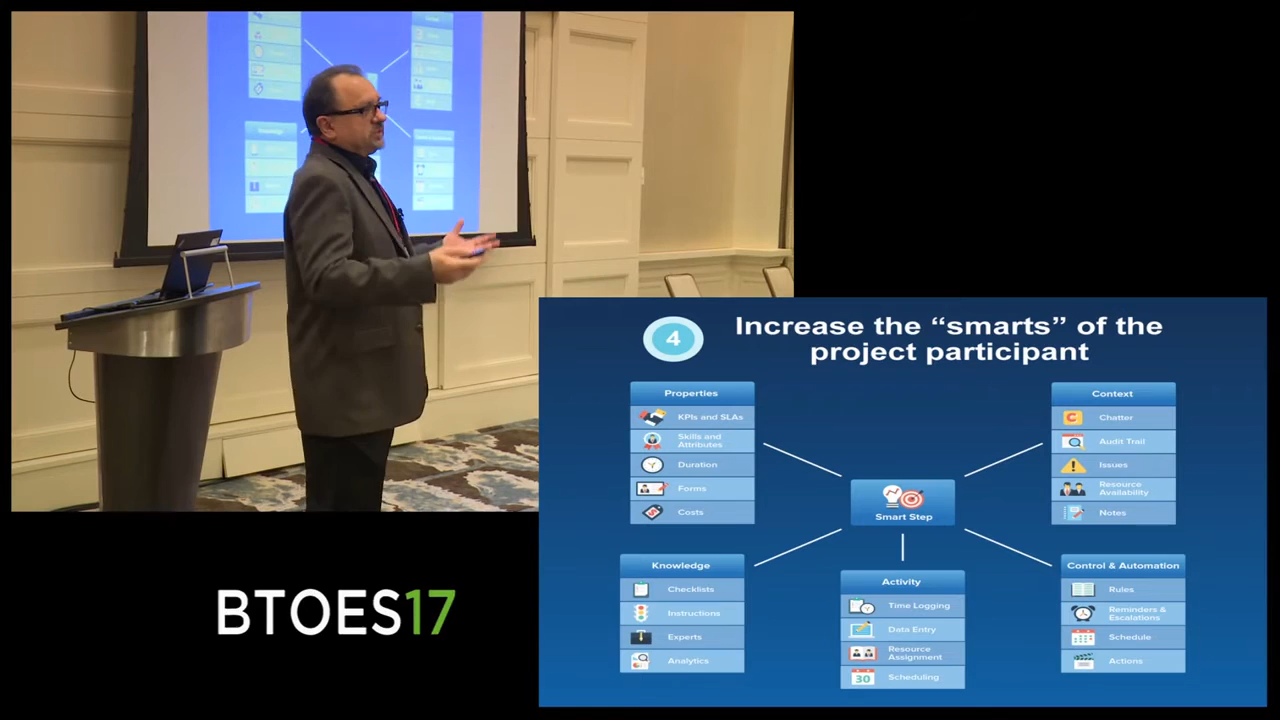 Knowledge
4
Increase the “smarts” of the
project participant
Properties
KPIs and SLAs
Skills and
Attributes
Duration
Forms
Costs
Context
Chatter
Audit Trail
Issues
Resource
Availability
Notes
Smart Step
Knowledge
Checklists
Instructions
Experts
Analytics
Activity
Time Logging
Data Entry
Resource
Assignment
30
Scheduling
Control & Automation
Rules
Reminders &
Escalations
Schedule
Actions
BTOES17